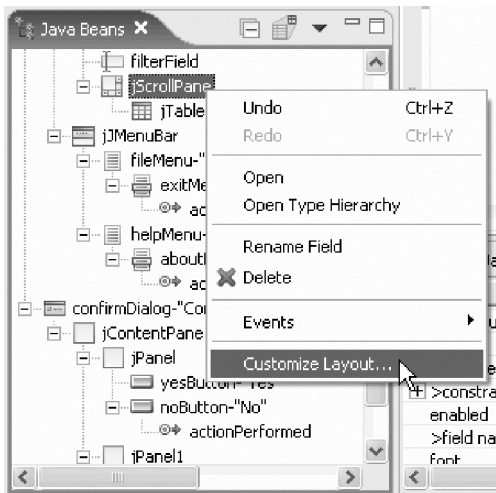 Java Beans
filterField
jScrollPane
jTable
Undo Ctrl+Z
Redo Ctrl+Y
Open
Open Type Hierarchy
Rename Field
Delete
Events
Customize Layout...
jJMenuBar
fileMenu-"
exitMe
ac
helpMenu-
about
ac
confirmDialog-"Co
jContentPane
jPanel
yesButton-"Yes"
noButton-"No"
actionPerformed
jPanel1
>constra
enabled
>field na
font